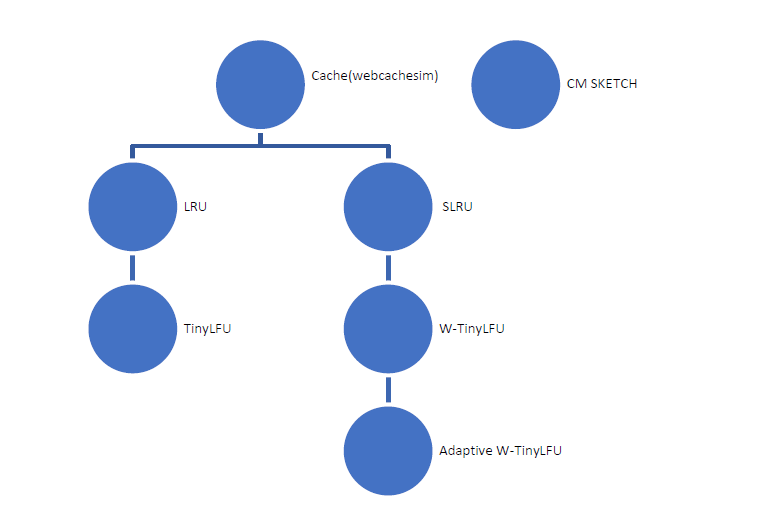 Cache(webcachesim)
CM SKETCH
LRU
SLRU
TinyLFU
W-TinyLFU
Adaptive W-TinyLFU